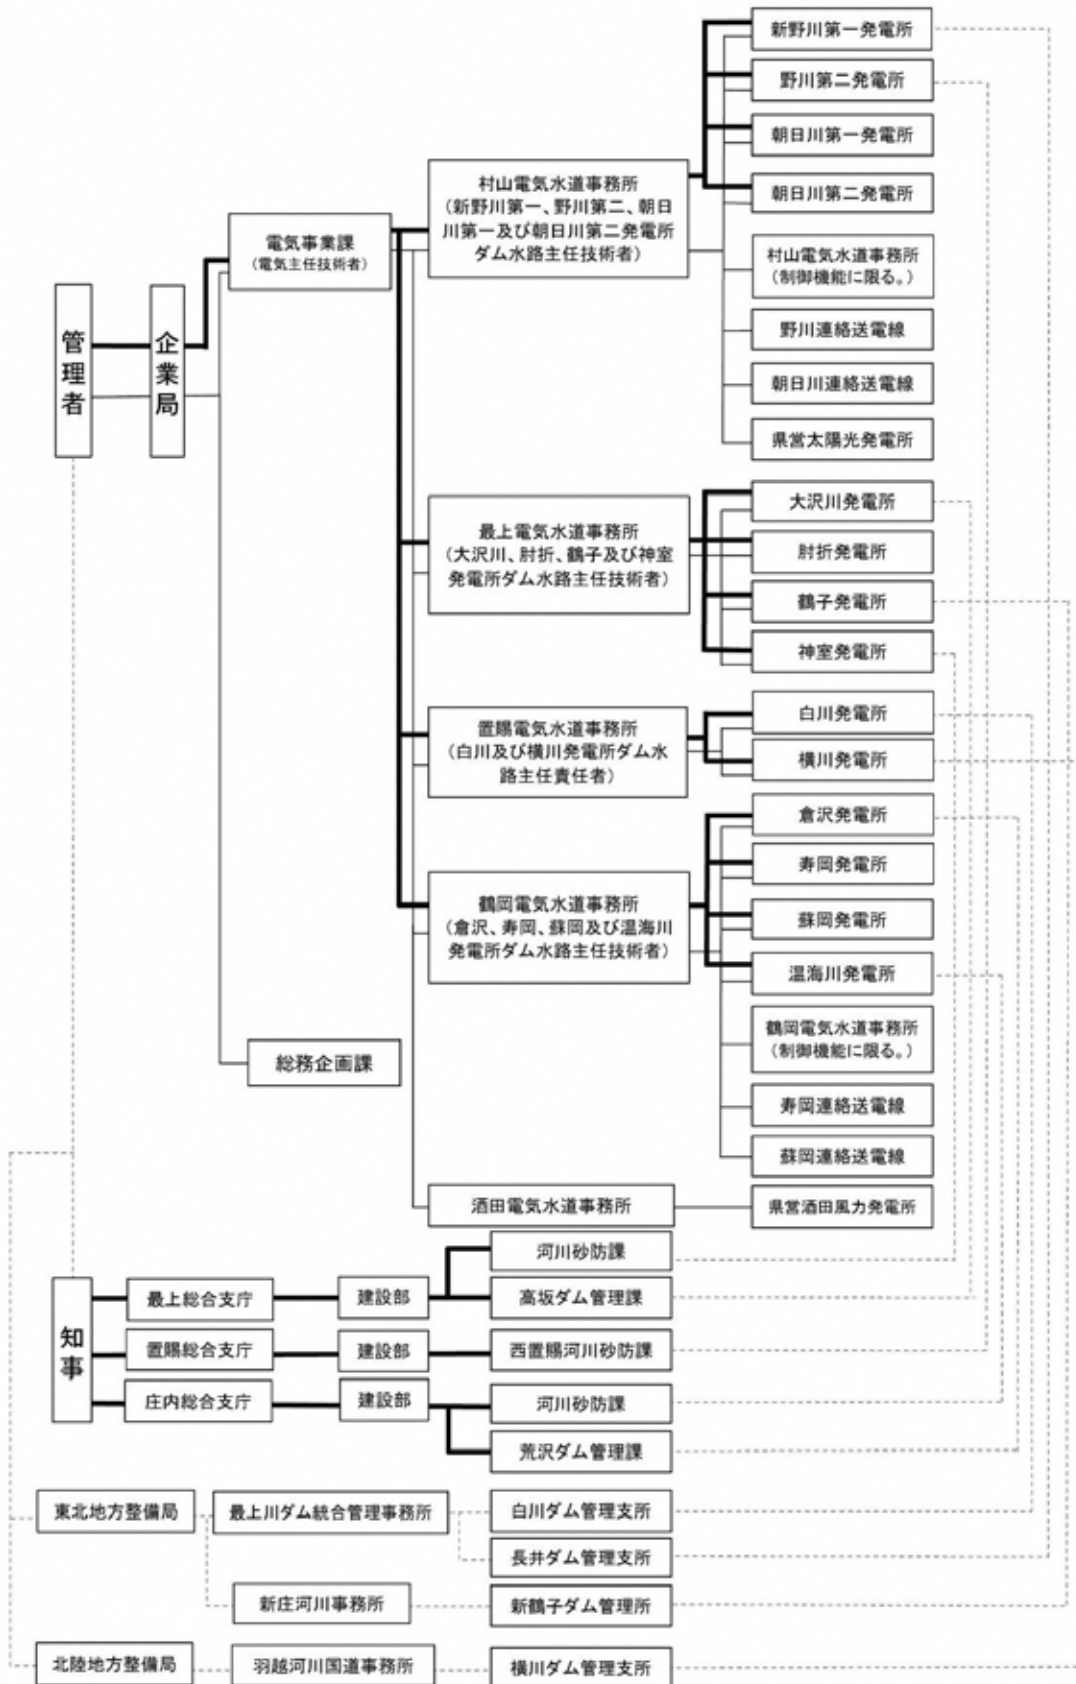 管理者
企業局
電気事業課
（電気主任技術者）
総務企画課
村山電気水道事務所
（新野川第一、野川第二、朝日
川第一及び朝日川第二発電所
ダム水路主任技術者）
新野川第一発電所
野川第二発電所
朝日川第一発電所
朝日川第二発電所
村山電気水道事務所
（制御機能に限る。）
野川連絡送電線
朝日川連絡送電線
県営太陽光発電所
最上電気水道事務所
（大沢川、肘折、鶴子及び神室
発電所ダム水路主任技術者）
大沢川発電所
肘折発電所
鶴子発電所
神室発電所
置賜電気水道事務所
（白川及び横川発電所ダム水
路主任責任者）
白川発電所
横川発電所
鶴岡電気水道事務所
（倉沢、寿岡、蘇岡及び温海川
発電所ダム水路主任技術者）
倉沢発電所
寿岡発電所
蘇岡発電所
温海川発電所
鶴岡電気水道事務所
（制御機能に限る。）
寿岡連絡送電線
蘇岡連絡送電線
酒田電気水道事務所
県営酒田風力発電所
知事
最上総合支庁
建設部
河川砂防課
高坂ダム管理課
置賜総合支庁
建設部
西置賜河川砂防課
庄内総合支庁
建設部
河川砂防課
荒沢ダム管理課
東北地方整備局
最上川ダム統合管理事務所
白川ダム管理支所
長井ダム管理支所
新庄河川事務所
新鶴子ダム管理所
北陸地方整備局
羽越河川国道事務所
横川ダム管理支所